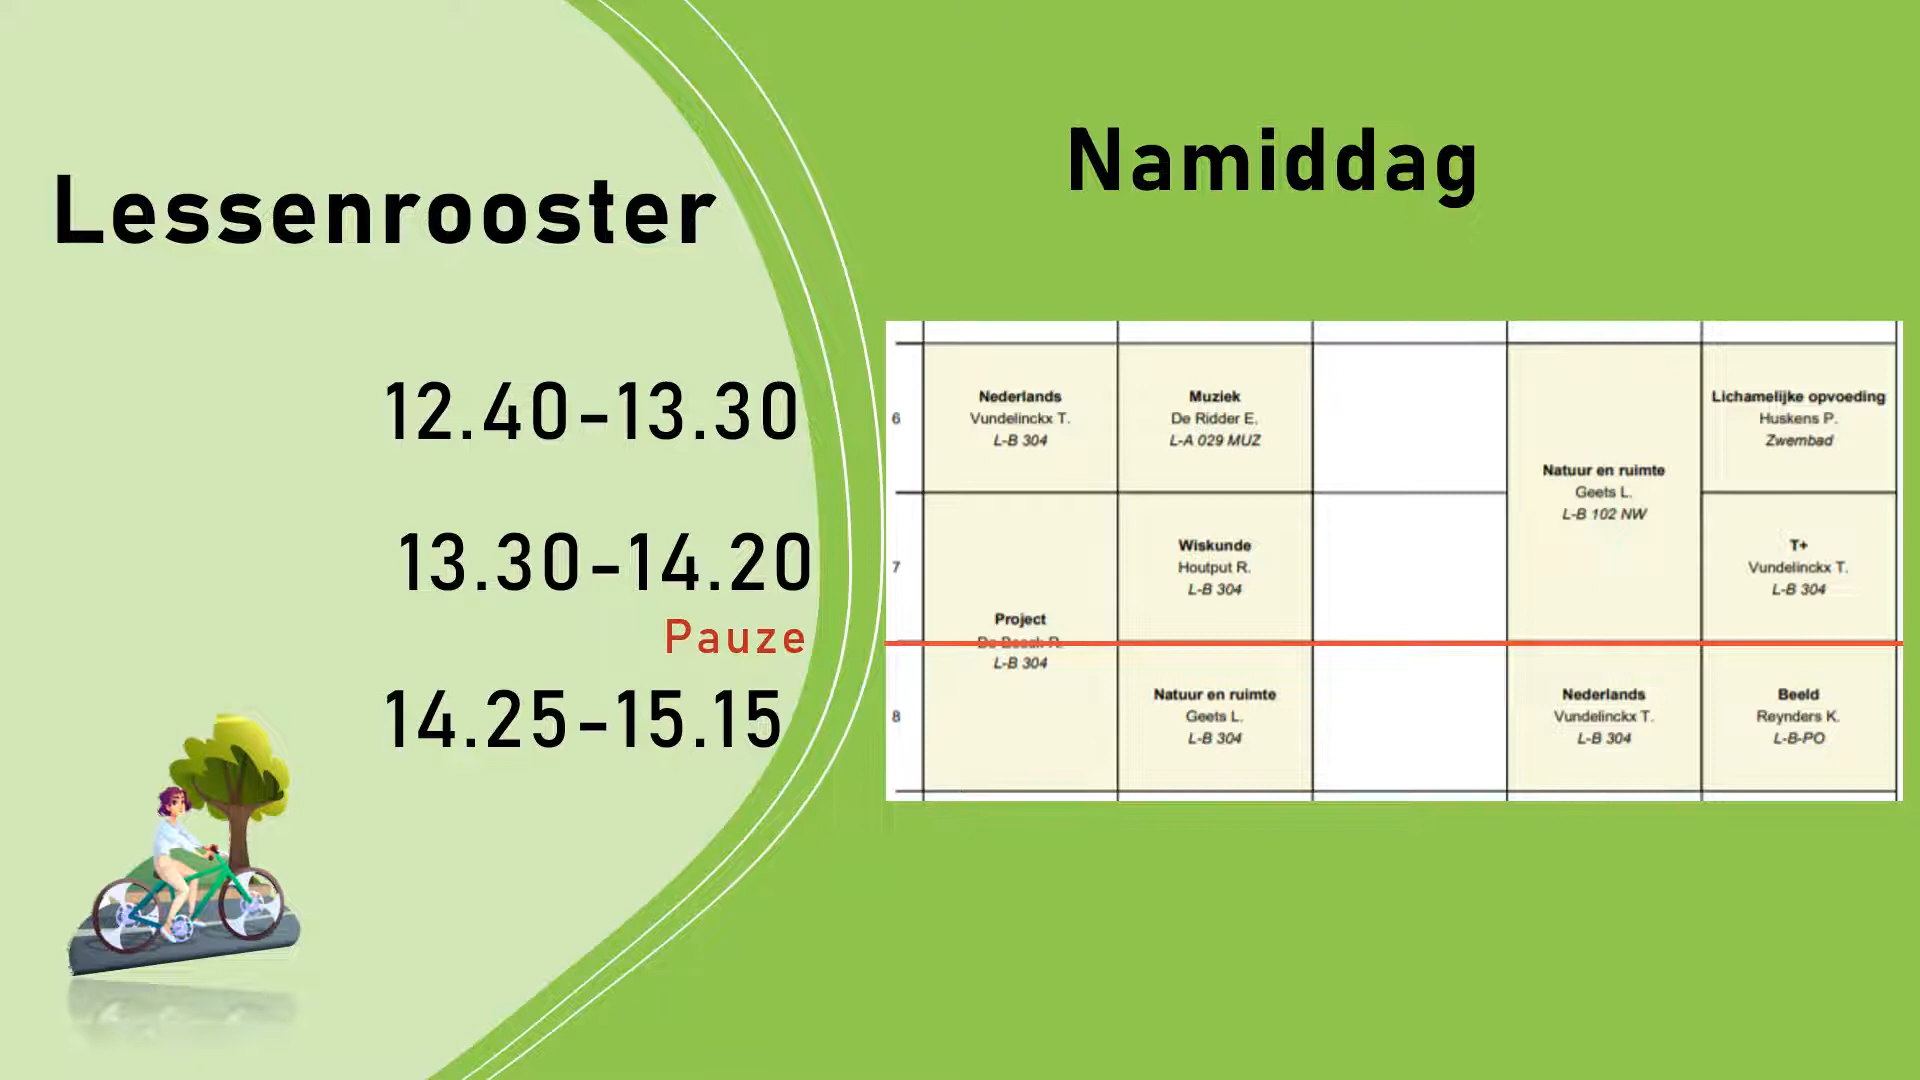 Lessenrooster
Namiddag
12.40-13.30
13.30-14.20
Pauze
14.25-15.15
6
Nederlands
Vundelinckx T.
L-B 304
Muziek
De Ridder E.
L-A 029 MUZ
Natuur en ruimte
Geets L.
L-B 102 NW
Lichamelijke opvoeding
Huskens P.
Zwembad
7
Project
L-B 304
Wiskunde
Houtput R.
L-B 304
T+
Vundelinckx T.
L-B 304
8
Natuur en ruimte
Geets L.
L-B 304
Nederlands
Vundelinckx T.
L-B 304
Beeld
Reynders K.
L-B-PO